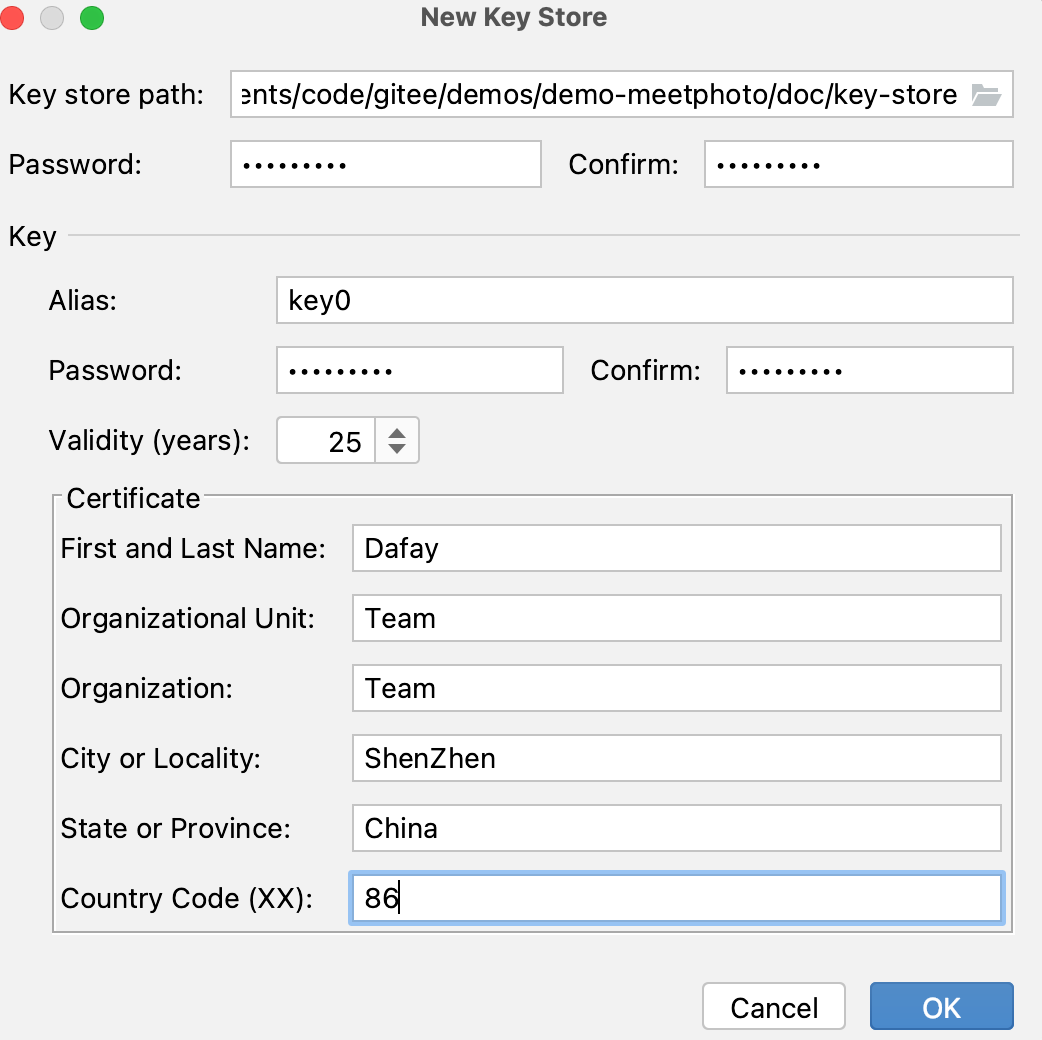 New Key Store
Key store path: ents/code/gitee/demos/demo-meetphoto/doc/key-store
Password: ••••••••• Confirm: •••••••••
Key
Alias: key0
Password: ••••••••• Confirm: •••••••••
Validity (years): 25
Certificate
First and Last Name: Dafay
Organizational Unit: Team
Organization: Team
City or Locality: ShenZhen
State or Province: China
Country Code (XX): 86
Cancel OK